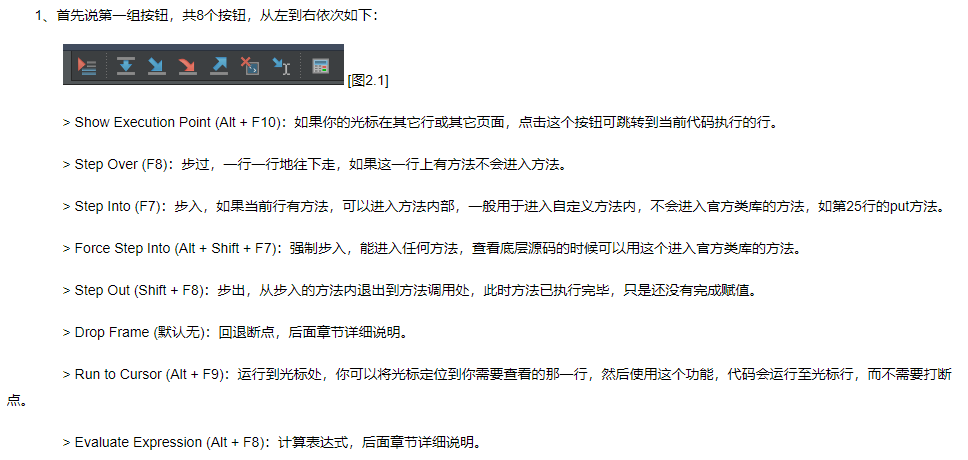 1、首先说第一组按钮，共8个按钮，从左到右依次如下：
[图2.1]
> Show Execution Point (Alt + F10)：如果你的光标在其它行或其它页面，点击这个按钮可跳转到当前代码执行的行。
> Step Over (F8)：步过，一行一行地往下走，如果这一行上有方法不会进入方法。
> Step Into (F7)：步入，如果当前行有方法，可以进入方法内部，一般用于进入自定义方法内，不会进入官方类库的方法，如第25行的put方法。
> Force Step Into (Alt + Shift + F7)：强制步入，能进入任何方法，查看底层源码的时候可以用这个进入官方类库的方法。
> Step Out (Shift + F8)：步出，从步入的方法内退出到方法调用处，此时方法已执行完毕，只是还没有完成赋值。
> Drop Frame (默认无)：回退断点，后面章节详细说明。
> Run to Cursor (Alt + F9)：运行到光标处，你可以将光标定位到你需要查看的那一行，然后使用这个功能，代码会运行至光标行，而不需要打断
点。
> Evaluate Expression (Alt + F8)：计算表达式，后面章节详细说明。